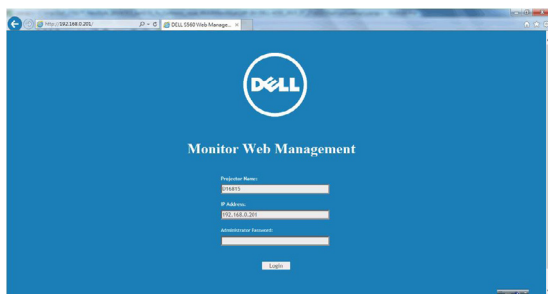 http://192.168.0.201/
DELL S560 Web Manage...
DELL
Monitor Web Management
Projector Name:
IP Address:
192.168.0.201
Administrator Password:
Login